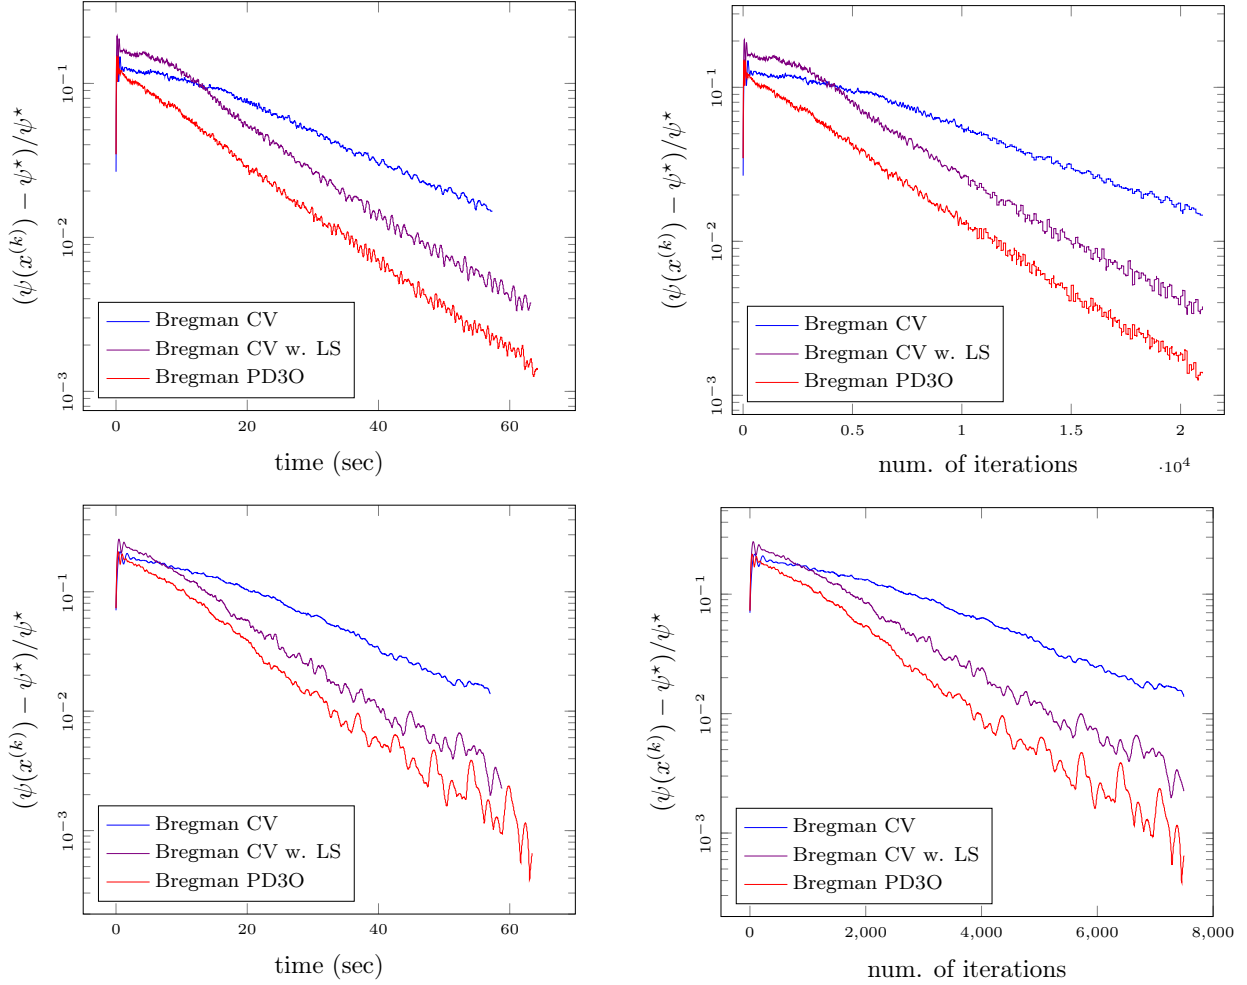 10⁻¹
10⁻²
10⁻³
(ψ(x⁽ᵏ⁾) − ψ⋆)/ψ⋆
Bregman CV
Bregman CV w. LS
Bregman PD3O
0 20 40 60
time (sec)
10⁻¹
10⁻²
10⁻³
(ψ(x⁽ᵏ⁾) − ψ⋆)/ψ⋆
Bregman CV
Bregman CV w. LS
Bregman PD3O
0 0.5 1 1.5 2
·10⁴
num. of iterations
10⁻¹
10⁻²
10⁻³
(ψ(x⁽ᵏ⁾) − ψ⋆)/ψ⋆
Bregman CV
Bregman CV w. LS
Bregman PD3O
0 20 40 60
time (sec)
10⁻¹
10⁻²
10⁻³
(ψ(x⁽ᵏ⁾) − ψ⋆)/ψ⋆
Bregman CV
Bregman CV w. LS
Bregman PD3O
0 2,000 4,000 6,000 8,000
num. of iterations